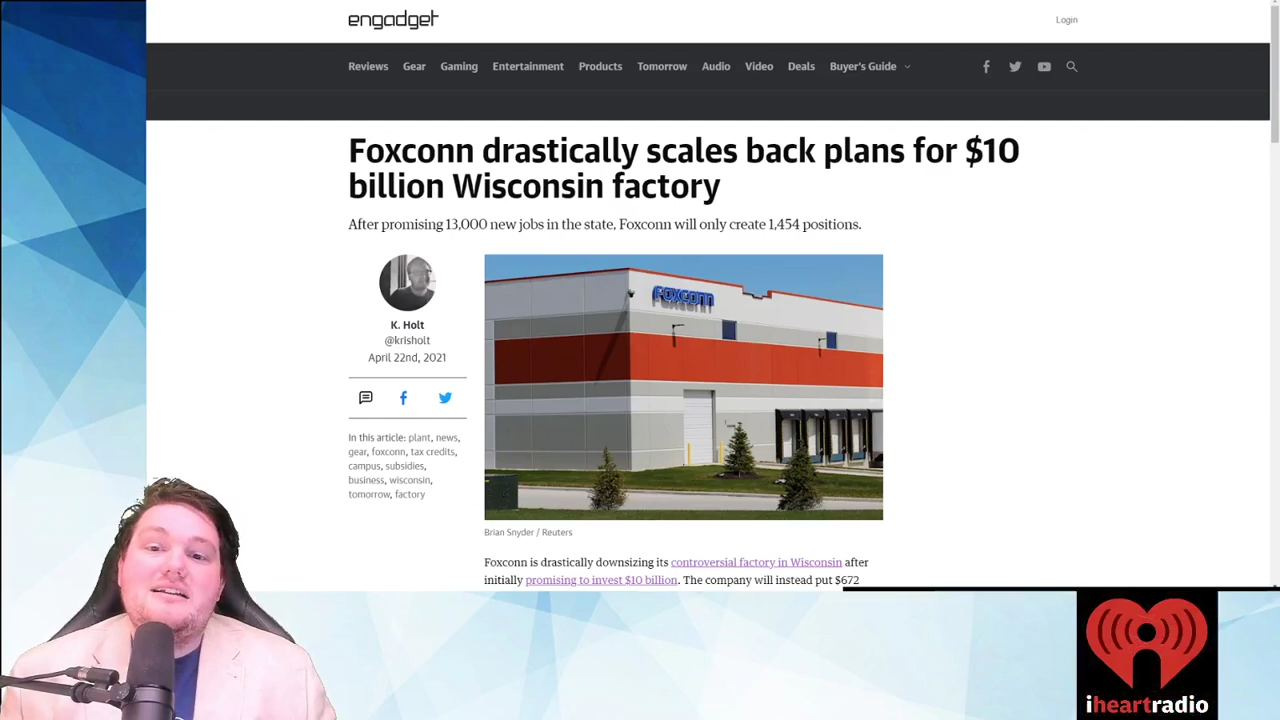 engadget
Login
Reviews Gear Gaming Entertainment Products Tomorrow Audio Video Deals Buyer's Guide
Foxconn drastically scales back plans for $10
billion Wisconsin factory
After promising 13,000 new jobs in the state, Foxconn will only create 1,454 positions.
FOXCONN
K. Holt
@krisholt
April 22nd, 2021
In this article: plant, news,
gear, foxconn, tax credits,
campus, subsidies,
business, wisconsin,
tomorrow, factory
Brian Snyder / Reuters
Foxconn is drastically downsizing its controversial factory in Wisconsin after
initially promising to invest $10 billion. The company will instead put $672
iheartradio